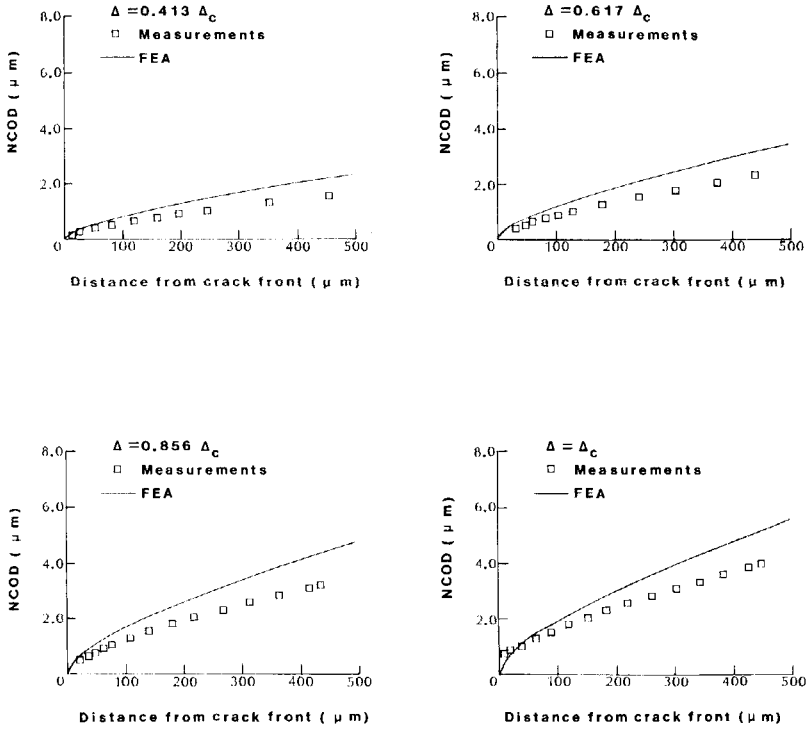 Δ = 0.413 Δc
□ Measurements
FEA
8.0
6.0
4.0
2.0
0
100
200
300
400
500
NCOD ( μ m)
Distance from crack front ( μ m)
Δ = 0.617 Δc
□ Measurements
FEA
8.0
6.0
4.0
2.0
0
100
200
300
400
500
NCOD ( μ m)
Distance from crack front ( μ m)
Δ = 0.856 Δc
□ Measurements
FEA
8.0
6.0
4.0
2.0
0
100
200
300
400
500
NCOD ( μ m)
Distance from crack front ( μ m)
Δ = Δc
□ Measurements
FEA
8.0
6.0
4.0
2.0
0
100
200
300
400
500
NCOD ( μ m)
Distance from crack front ( μ m)